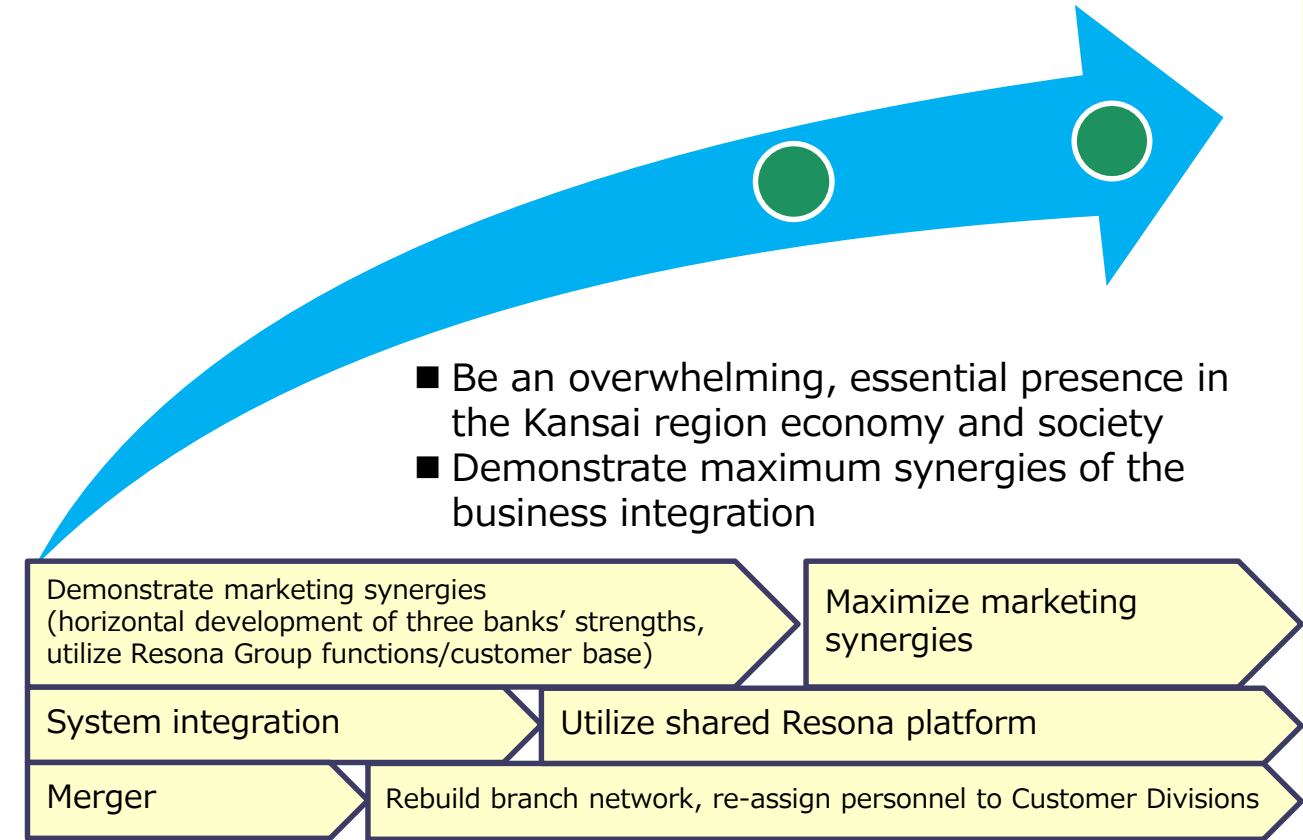 ■ Be an overwhelming, essential presence in
the Kansai region economy and society
■ Demonstrate maximum synergies of the
business integration
Demonstrate marketing synergies
(horizontal development of three banks’ strengths,
utilize Resona Group functions/customer base)
Maximize marketing
synergies
System integration
Utilize shared Resona platform
Merger
Rebuild branch network, re-assign personnel to Customer Divisions